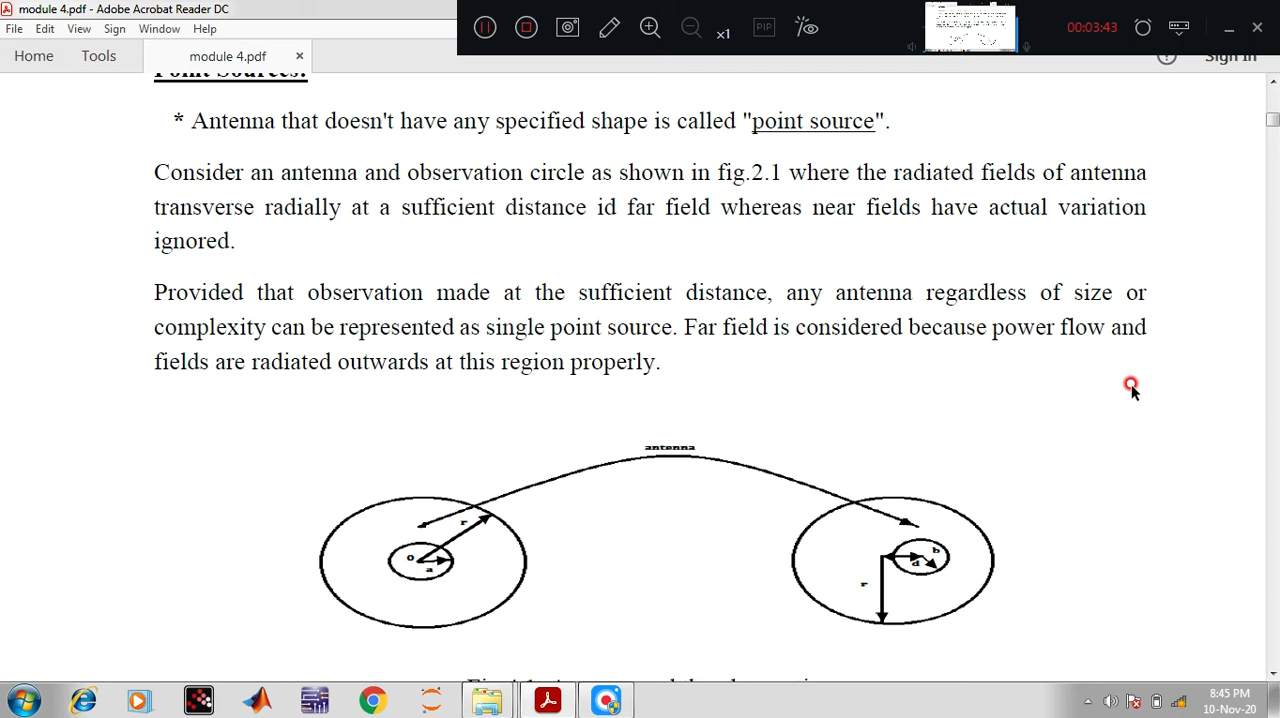 module 4.pdf - Adobe Acrobat Reader DC
File Edit View Sign Window Help
x1
PIP
00:03:43
Home Tools module 4.pdf × Sign In
Point Sources:
* Antenna that doesn't have any specified shape is called "point source".
Consider an antenna and observation circle as shown in fig.2.1 where the radiated fields of antenna
transverse radially at a sufficient distance id far field whereas near fields have actual variation
ignored.
Provided that observation made at the sufficient distance, any antenna regardless of size or
complexity can be represented as single point source. Far field is considered because power flow and
fields are radiated outwards at this region properly.
antenna
r
o
a
b
d
r
8:45 PM
10-Nov-20